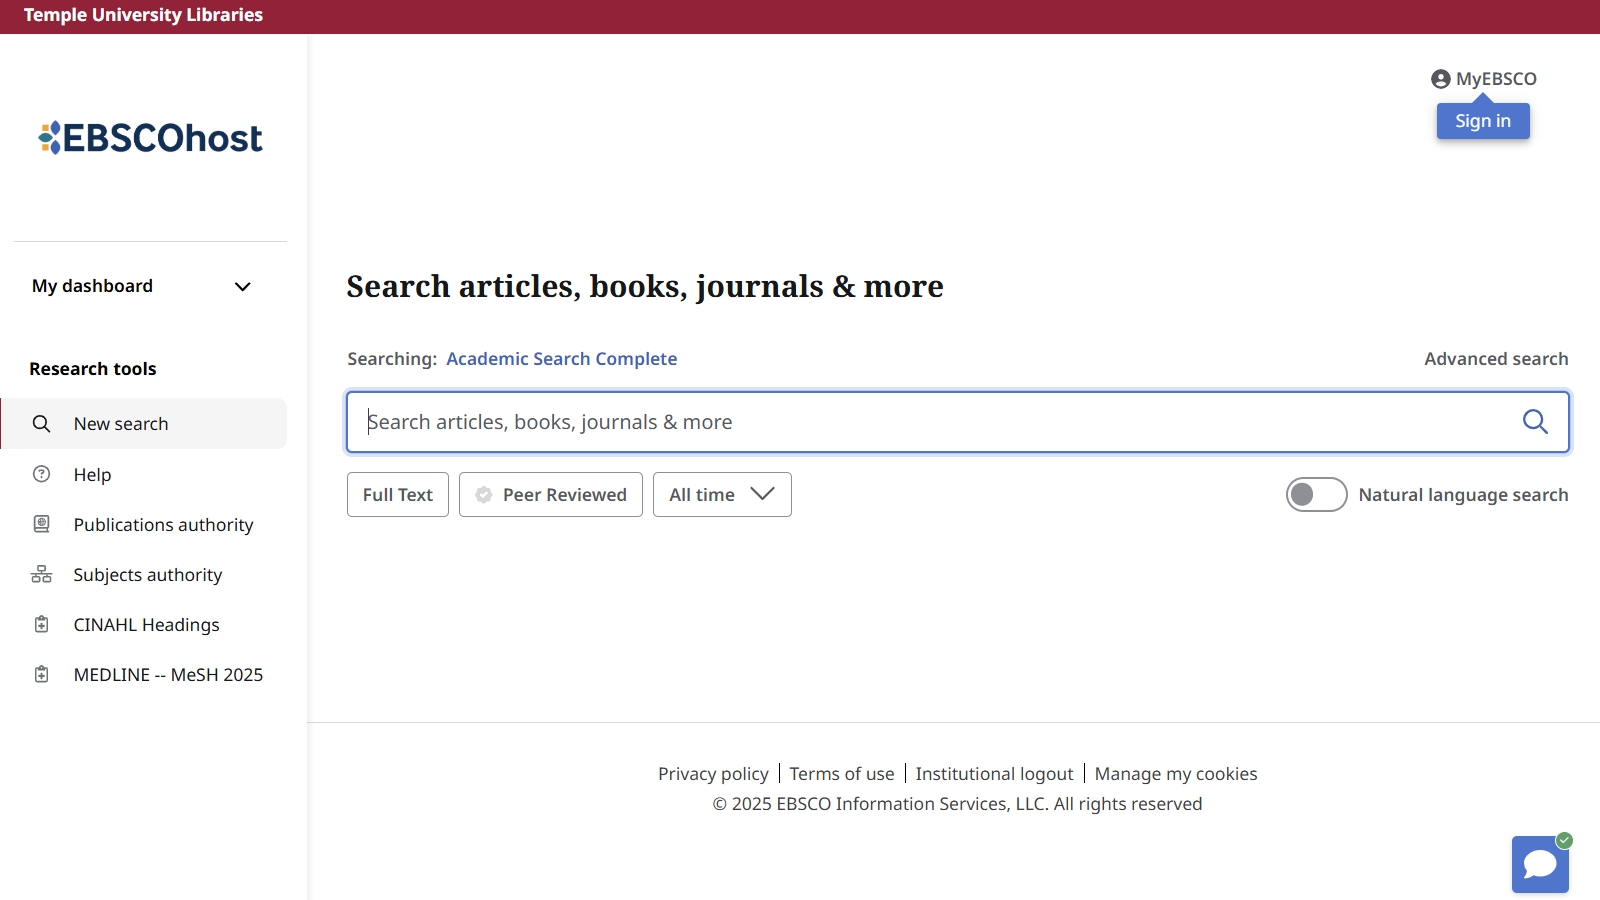 Temple University Libraries
EBSCOhost
MyEBSCO
Sign in
My dashboard
Research tools
New search
Help
Publications authority
Subjects authority
CINAHL Headings
MEDLINE -- MeSH 2025
Search articles, books, journals & more
Searching: Academic Search Complete
Advanced search
Search articles, books, journals & more
Full Text
Peer Reviewed
All time
Natural language search
Privacy policy
Terms of use
Institutional logout
Manage my cookies
© 2025 EBSCO Information Services, LLC. All rights reserved